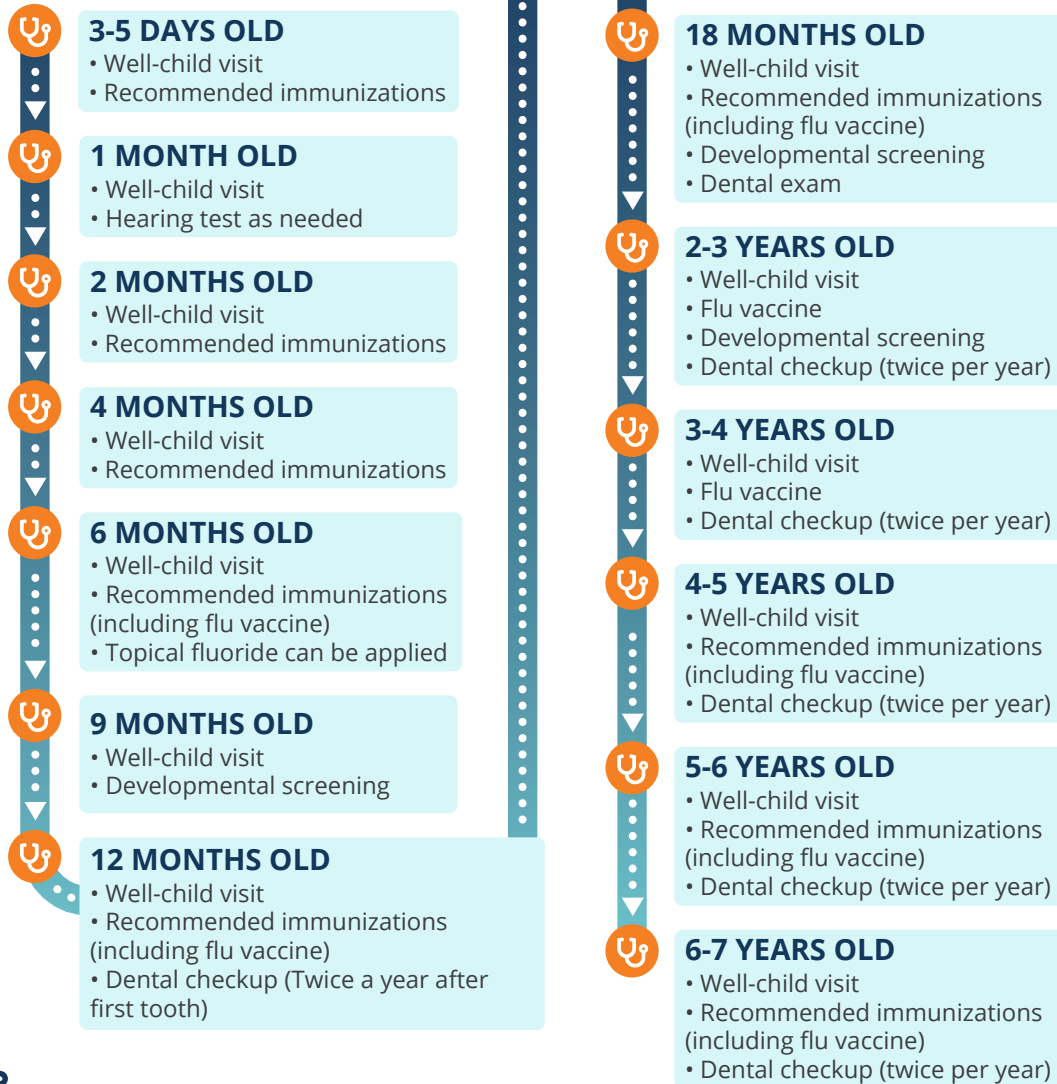 3-5 DAYS OLD
• Well-child visit
• Recommended immunizations
1 MONTH OLD
• Well-child visit
• Hearing test as needed
2 MONTHS OLD
• Well-child visit
• Recommended immunizations
4 MONTHS OLD
• Well-child visit
• Recommended immunizations
6 MONTHS OLD
• Well-child visit
• Recommended immunizations
(including flu vaccine)
• Topical fluoride can be applied
9 MONTHS OLD
• Well-child visit
• Developmental screening
12 MONTHS OLD
• Well-child visit
• Recommended immunizations
(including flu vaccine)
• Dental checkup (Twice a year after
first tooth)
18 MONTHS OLD
• Well-child visit
• Recommended immunizations
(including flu vaccine)
• Developmental screening
• Dental exam
2-3 YEARS OLD
• Well-child visit
• Flu vaccine
• Developmental screening
• Dental checkup (twice per year)
3-4 YEARS OLD
• Well-child visit
• Flu vaccine
• Dental checkup (twice per year)
4-5 YEARS OLD
• Well-child visit
• Recommended immunizations
(including flu vaccine)
• Dental checkup (twice per year)
5-6 YEARS OLD
• Well-child visit
• Recommended immunizations
(including flu vaccine)
• Dental checkup (twice per year)
6-7 YEARS OLD
• Well-child visit
• Recommended immunizations
(including flu vaccine)
• Dental checkup (twice per year)